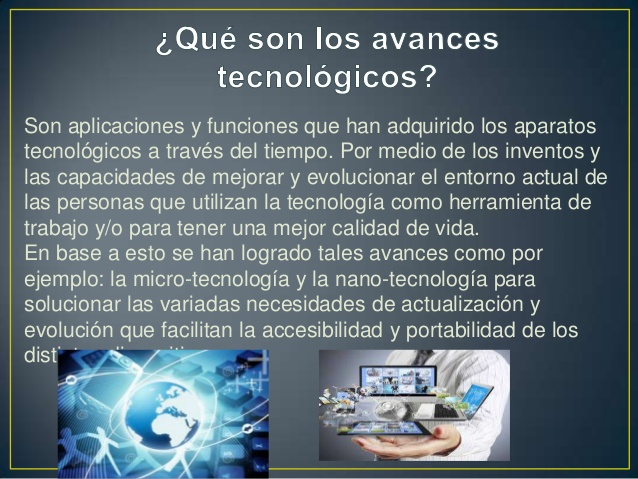 ¿Qué son los avances
tecnológicos?
Son aplicaciones y funciones que han adquirido los aparatos
tecnológicos a través del tiempo. Por medio de los inventos y
las capacidades de mejorar y evolucionar el entorno actual de
las personas que utilizan la tecnología como herramienta de
trabajo y/o para tener una mejor calidad de vida.
En base a esto se han logrado tales avances como por
ejemplo: la micro-tecnología y la nano-tecnología para
solucionar las variadas necesidades de actualización y
evolución que facilitan la accesibilidad y portabilidad de los